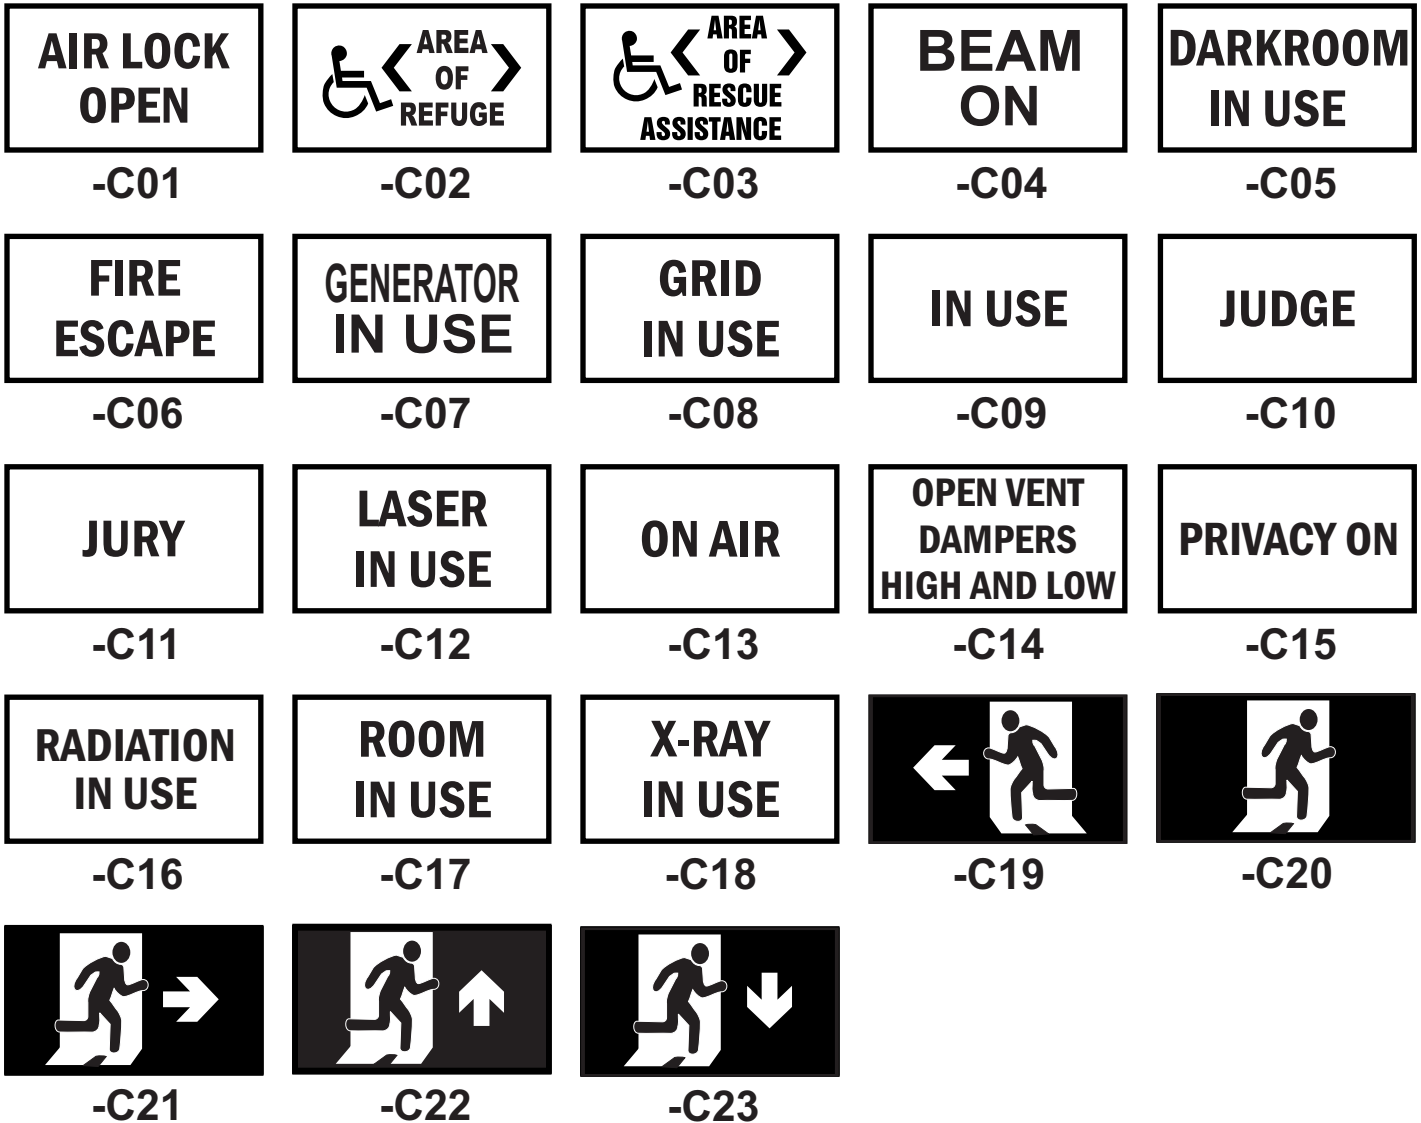 AIR LOCK
OPEN
-C01
AREA
OF
REFUGE
-C02
AREA
OF
RESCUE
ASSISTANCE
-C03
BEAM
ON
-C04
DARKROOM
IN USE
-C05
FIRE
ESCAPE
-C06
GENERATOR
IN USE
-C07
GRID
IN USE
-C08
IN USE
-C09
JUDGE
-C10
JURY
-C11
LASER
IN USE
-C12
ON AIR
-C13
OPEN VENT
DAMPERS
HIGH AND LOW
-C14
PRIVACY ON
-C15
RADIATION
IN USE
-C16
ROOM
IN USE
-C17
X-RAY
IN USE
-C18
-C19
-C20
-C21
-C22
-C23